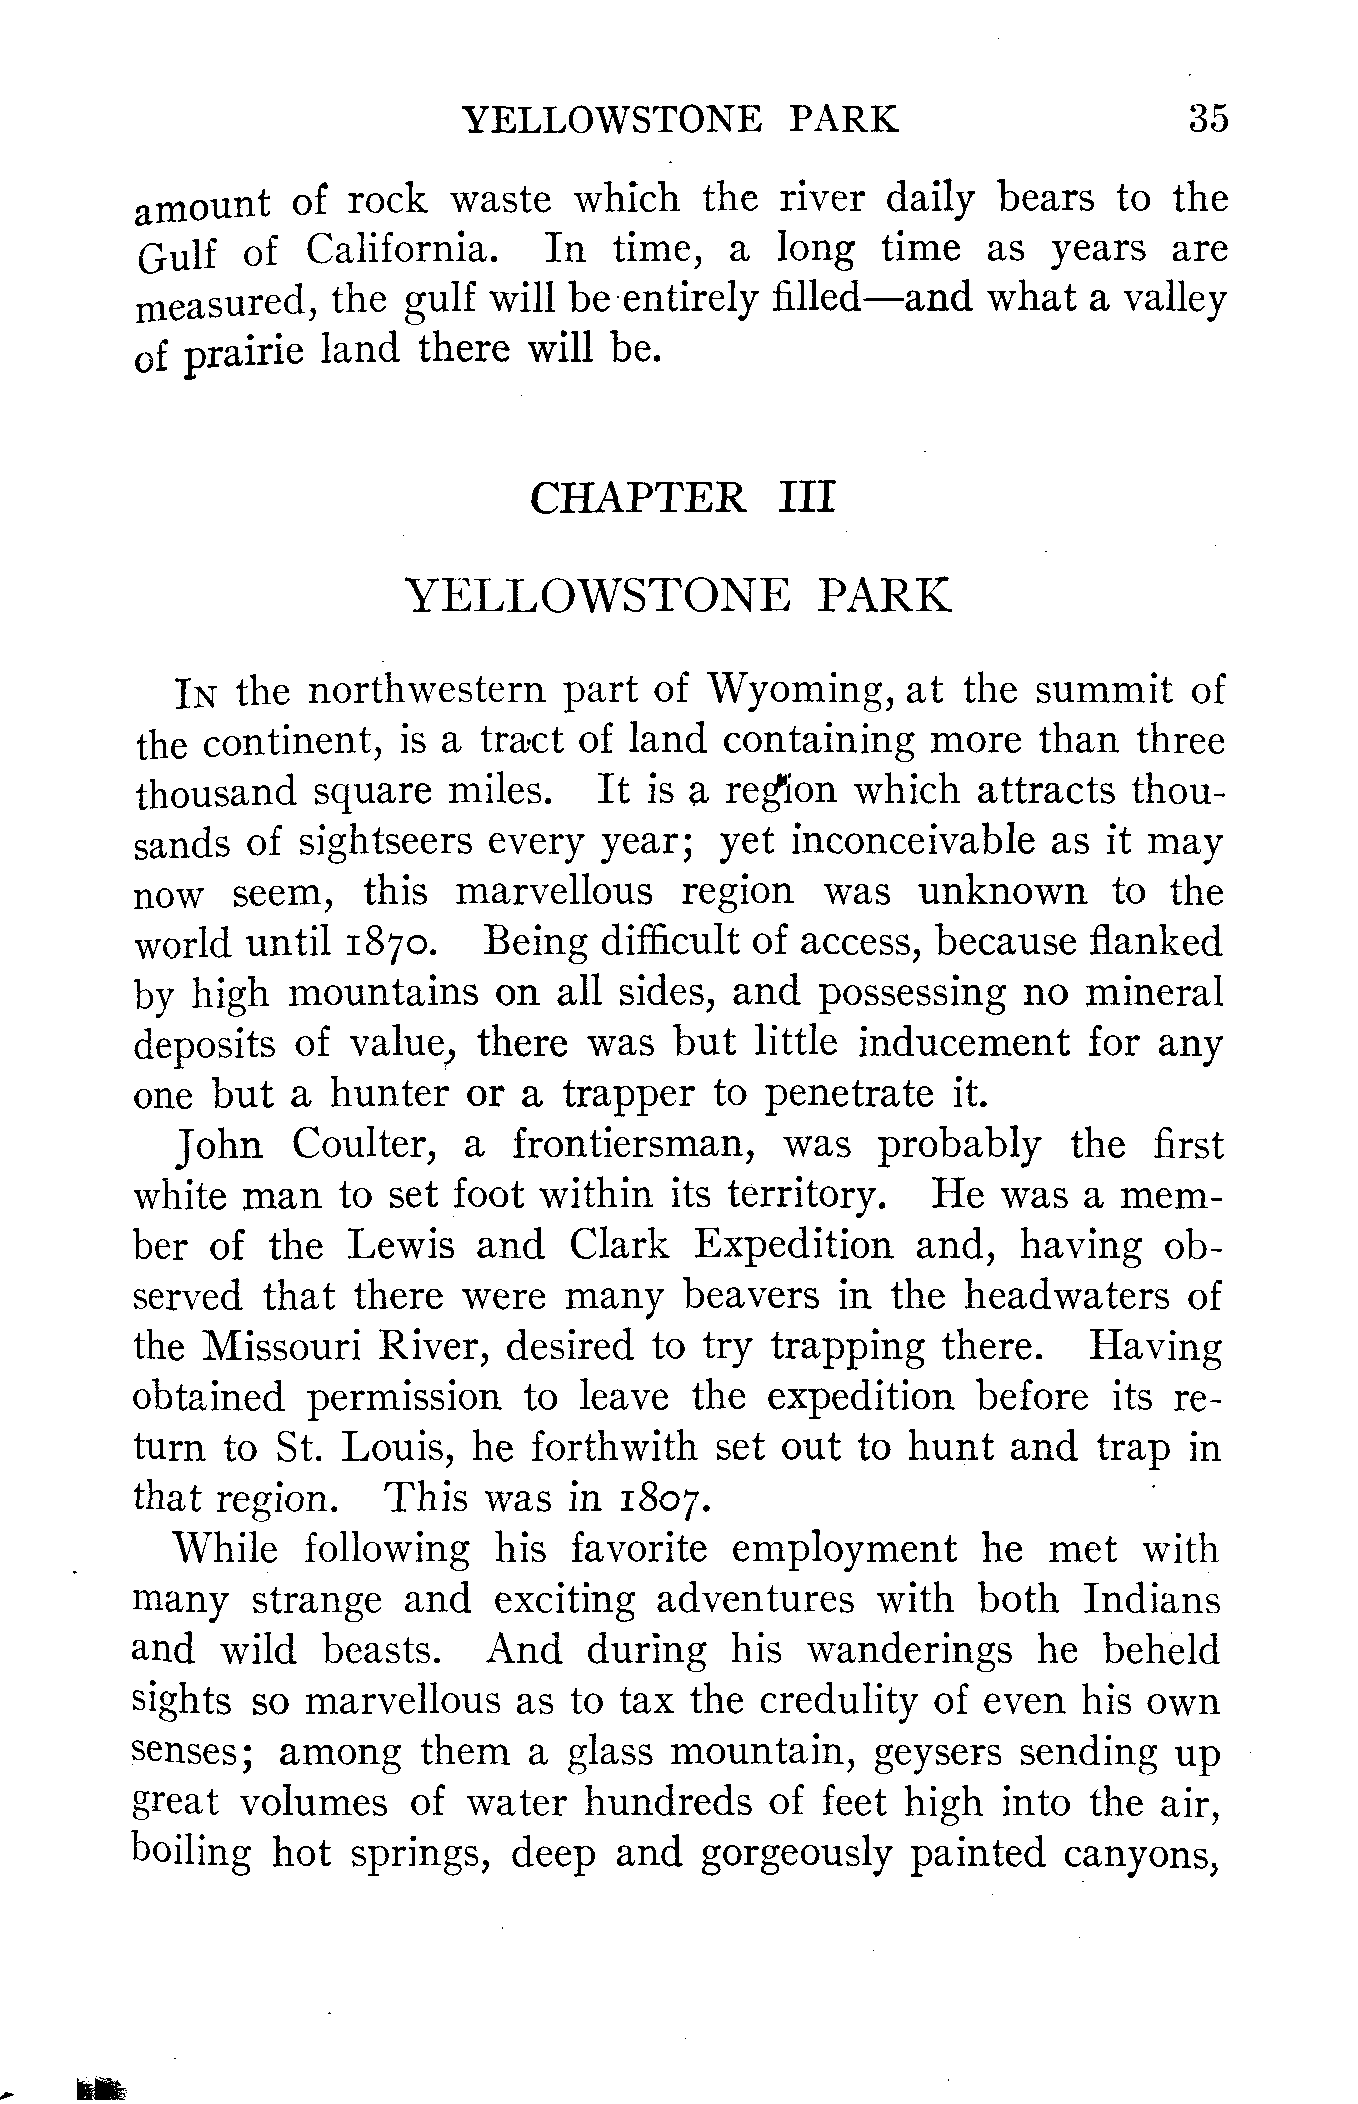 YELLOWSTONE PARK 35
amount of rock waste which the river daily bears to the
Gulf of California. In time, a long time as years are
measured, the gulf will be entirely filled—and what a valley
of prairie land there will be.
CHAPTER III
YELLOWSTONE PARK
IN the northwestern part of Wyoming, at the summit of
the continent, is a tract of land containing more than three
thousand square miles. It is a region which attracts thou-
sands of sightseers every year; yet inconceivable as it may
now seem, this marvellous region was unknown to the
world until 1870. Being difficult of access, because flanked
by high mountains on all sides, and possessing no mineral
deposits of value, there was but little inducement for any
one but a hunter or a trapper to penetrate it.
John Coulter, a frontiersman, was probably the first
white man to set foot within its territory. He was a mem-
ber of the Lewis and Clark Expedition and, having ob-
served that there were many beavers in the headwaters of
the Missouri River, desired to try trapping there. Having
obtained permission to leave the expedition before its re-
turn to St. Louis, he forthwith set out to hunt and trap in
that region. This was in 1807.
While following his favorite employment he met with
many strange and exciting adventures with both Indians
and wild beasts. And during his wanderings he beheld
sights so marvellous as to tax the credulity of even his own
senses; among them a glass mountain, geysers sending up
great volumes of water hundreds of feet high into the air,
boiling hot springs, deep and gorgeously painted canyons,